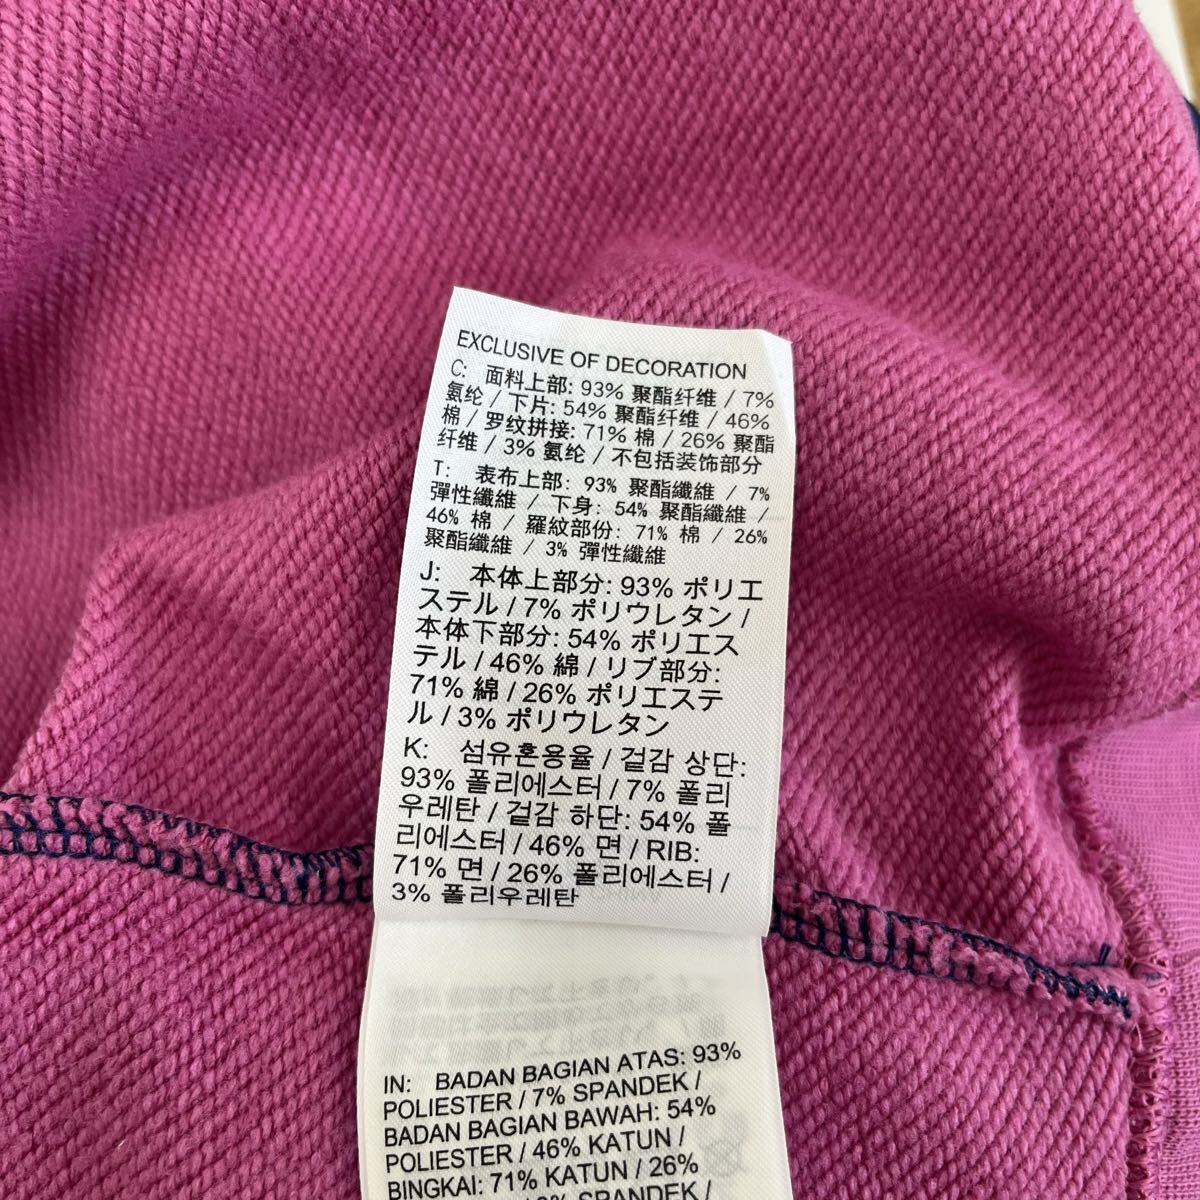 EXCLUSIVE OF DECORATION
C: 面料上部: 93% 聚酯纤维 / 7%
氨纶 / 下片: 54% 聚酯纤维 / 46%
棉 / 罗纹拼接: 71% 棉 / 26% 聚酯
纤维 / 3% 氨纶 / 不包括装饰部分
T: 表布上部: 93% 聚酯纖維 / 7%
彈性纖維 / 下身: 54% 聚酯纖維 /
46% 棉 / 羅紋部份: 71% 棉 / 26%
聚酯纖維 / 3% 彈性纖維
J: 本体上部分: 93% ポリエ
ステル / 7% ポリウレタン /
本体下部分: 54% ポリエス
テル / 46% 綿 / リブ部分:
71% 綿 / 26% ポリエステ
ル / 3% ポリウレタン
K: 섬유혼용율 / 겉감 상단:
93% 폴리에스터 / 7% 폴리
우레탄 / 겉감 하단: 54% 폴
리에스터 / 46% 면 / RIB:
71% 면 / 26% 폴리에스터 /
3% 폴리우레탄
IN: BADAN BAGIAN ATAS: 93%
POLIESTER / 7% SPANDEK /
BADAN BAGIAN BAWAH: 54%
POLIESTER / 46% KATUN /
BINGKAI: 71% KATUN / 26%
SPANDEK /